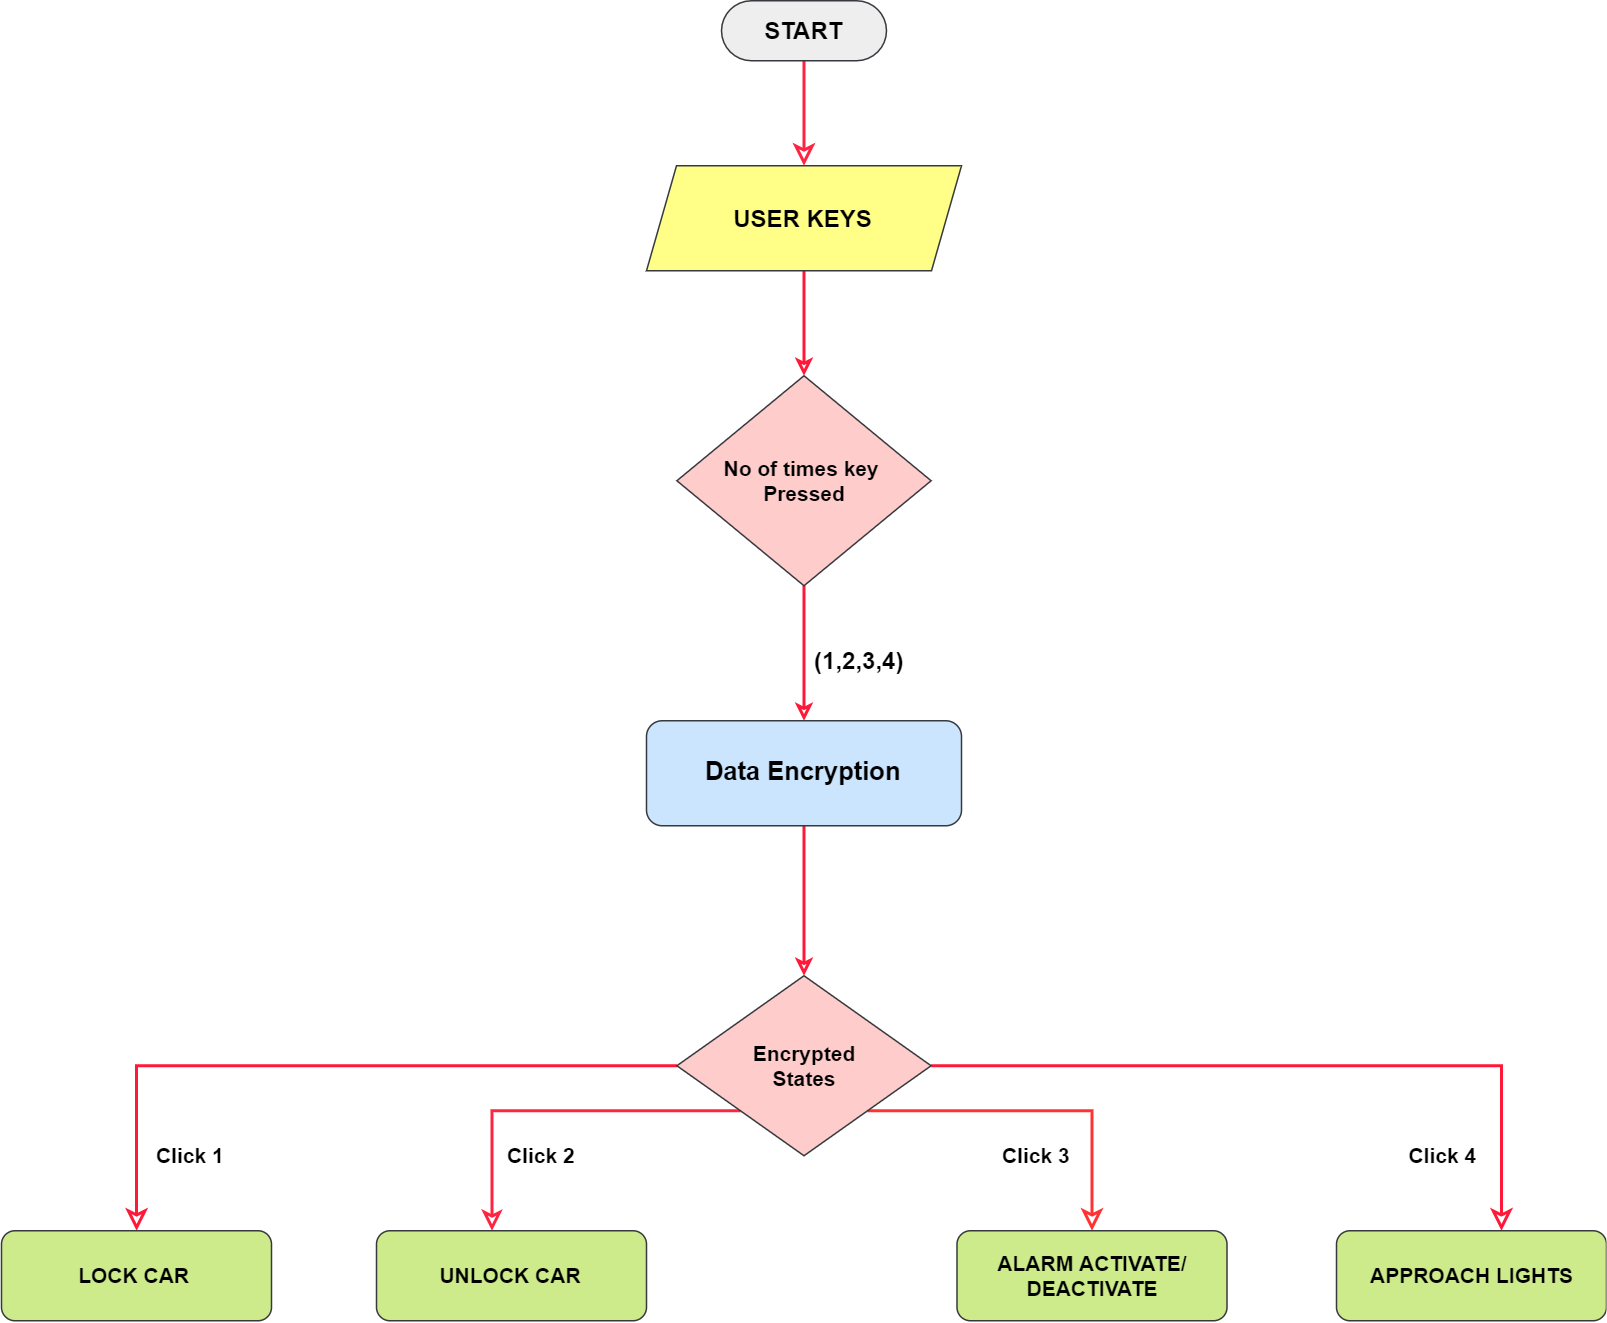 START
USER KEYS
No of times key
Pressed
(1,2,3,4)
Data Encryption
Encrypted
States
Click 1
Click 2
Click 3
Click 4
LOCK CAR
UNLOCK CAR
ALARM ACTIVATE/
DEACTIVATE
APPROACH LIGHTS